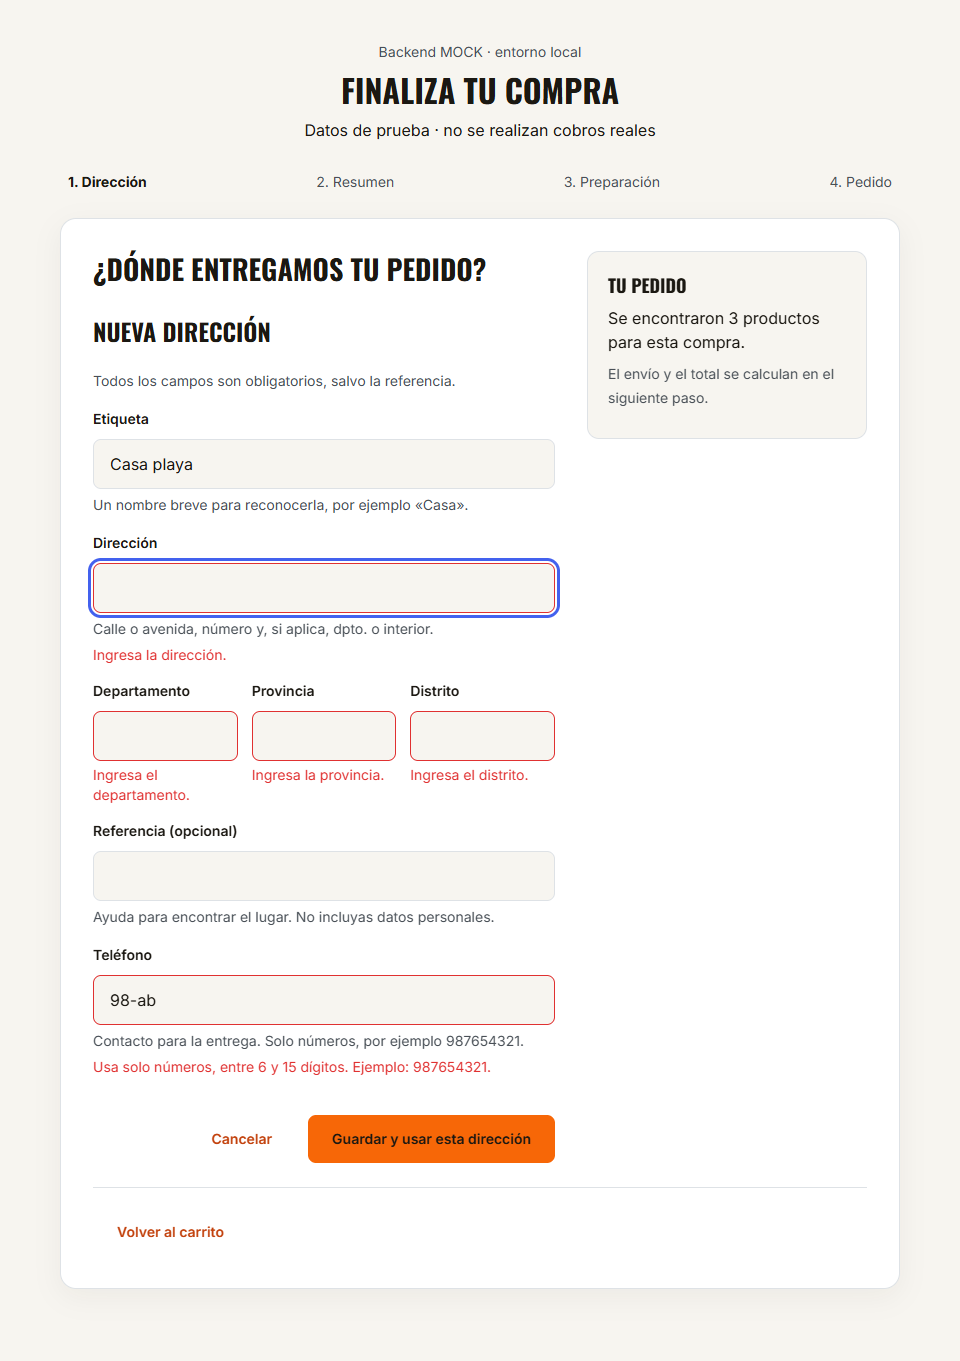 Backend MOCK · entorno local
FINALIZA TU COMPRA
Datos de prueba · no se realizan cobros reales
1. Dirección
2. Resumen
3. Preparación
4. Pedido
¿DÓNDE ENTREGAMOS TU PEDIDO?
NUEVA DIRECCIÓN
Todos los campos son obligatorios, salvo la referencia.
Etiqueta
Casa playa
Un nombre breve para reconocerla, por ejemplo «Casa».
Dirección
Calle o avenida, número y, si aplica, dpto. o interior.
Ingresa la dirección.
Departamento
Provincia
Distrito
Ingresa el
departamento.
Ingresa la provincia.
Ingresa el distrito.
Referencia (opcional)
Ayuda para encontrar el lugar. No incluyas datos personales.
Teléfono
98-ab
Contacto para la entrega. Solo números, por ejemplo 987654321.
Usa solo números, entre 6 y 15 dígitos. Ejemplo: 987654321.
Cancelar
Guardar y usar esta dirección
Volver al carrito
TU PEDIDO
Se encontraron 3 productos
para esta compra.
El envío y el total se calculan en el
siguiente paso.